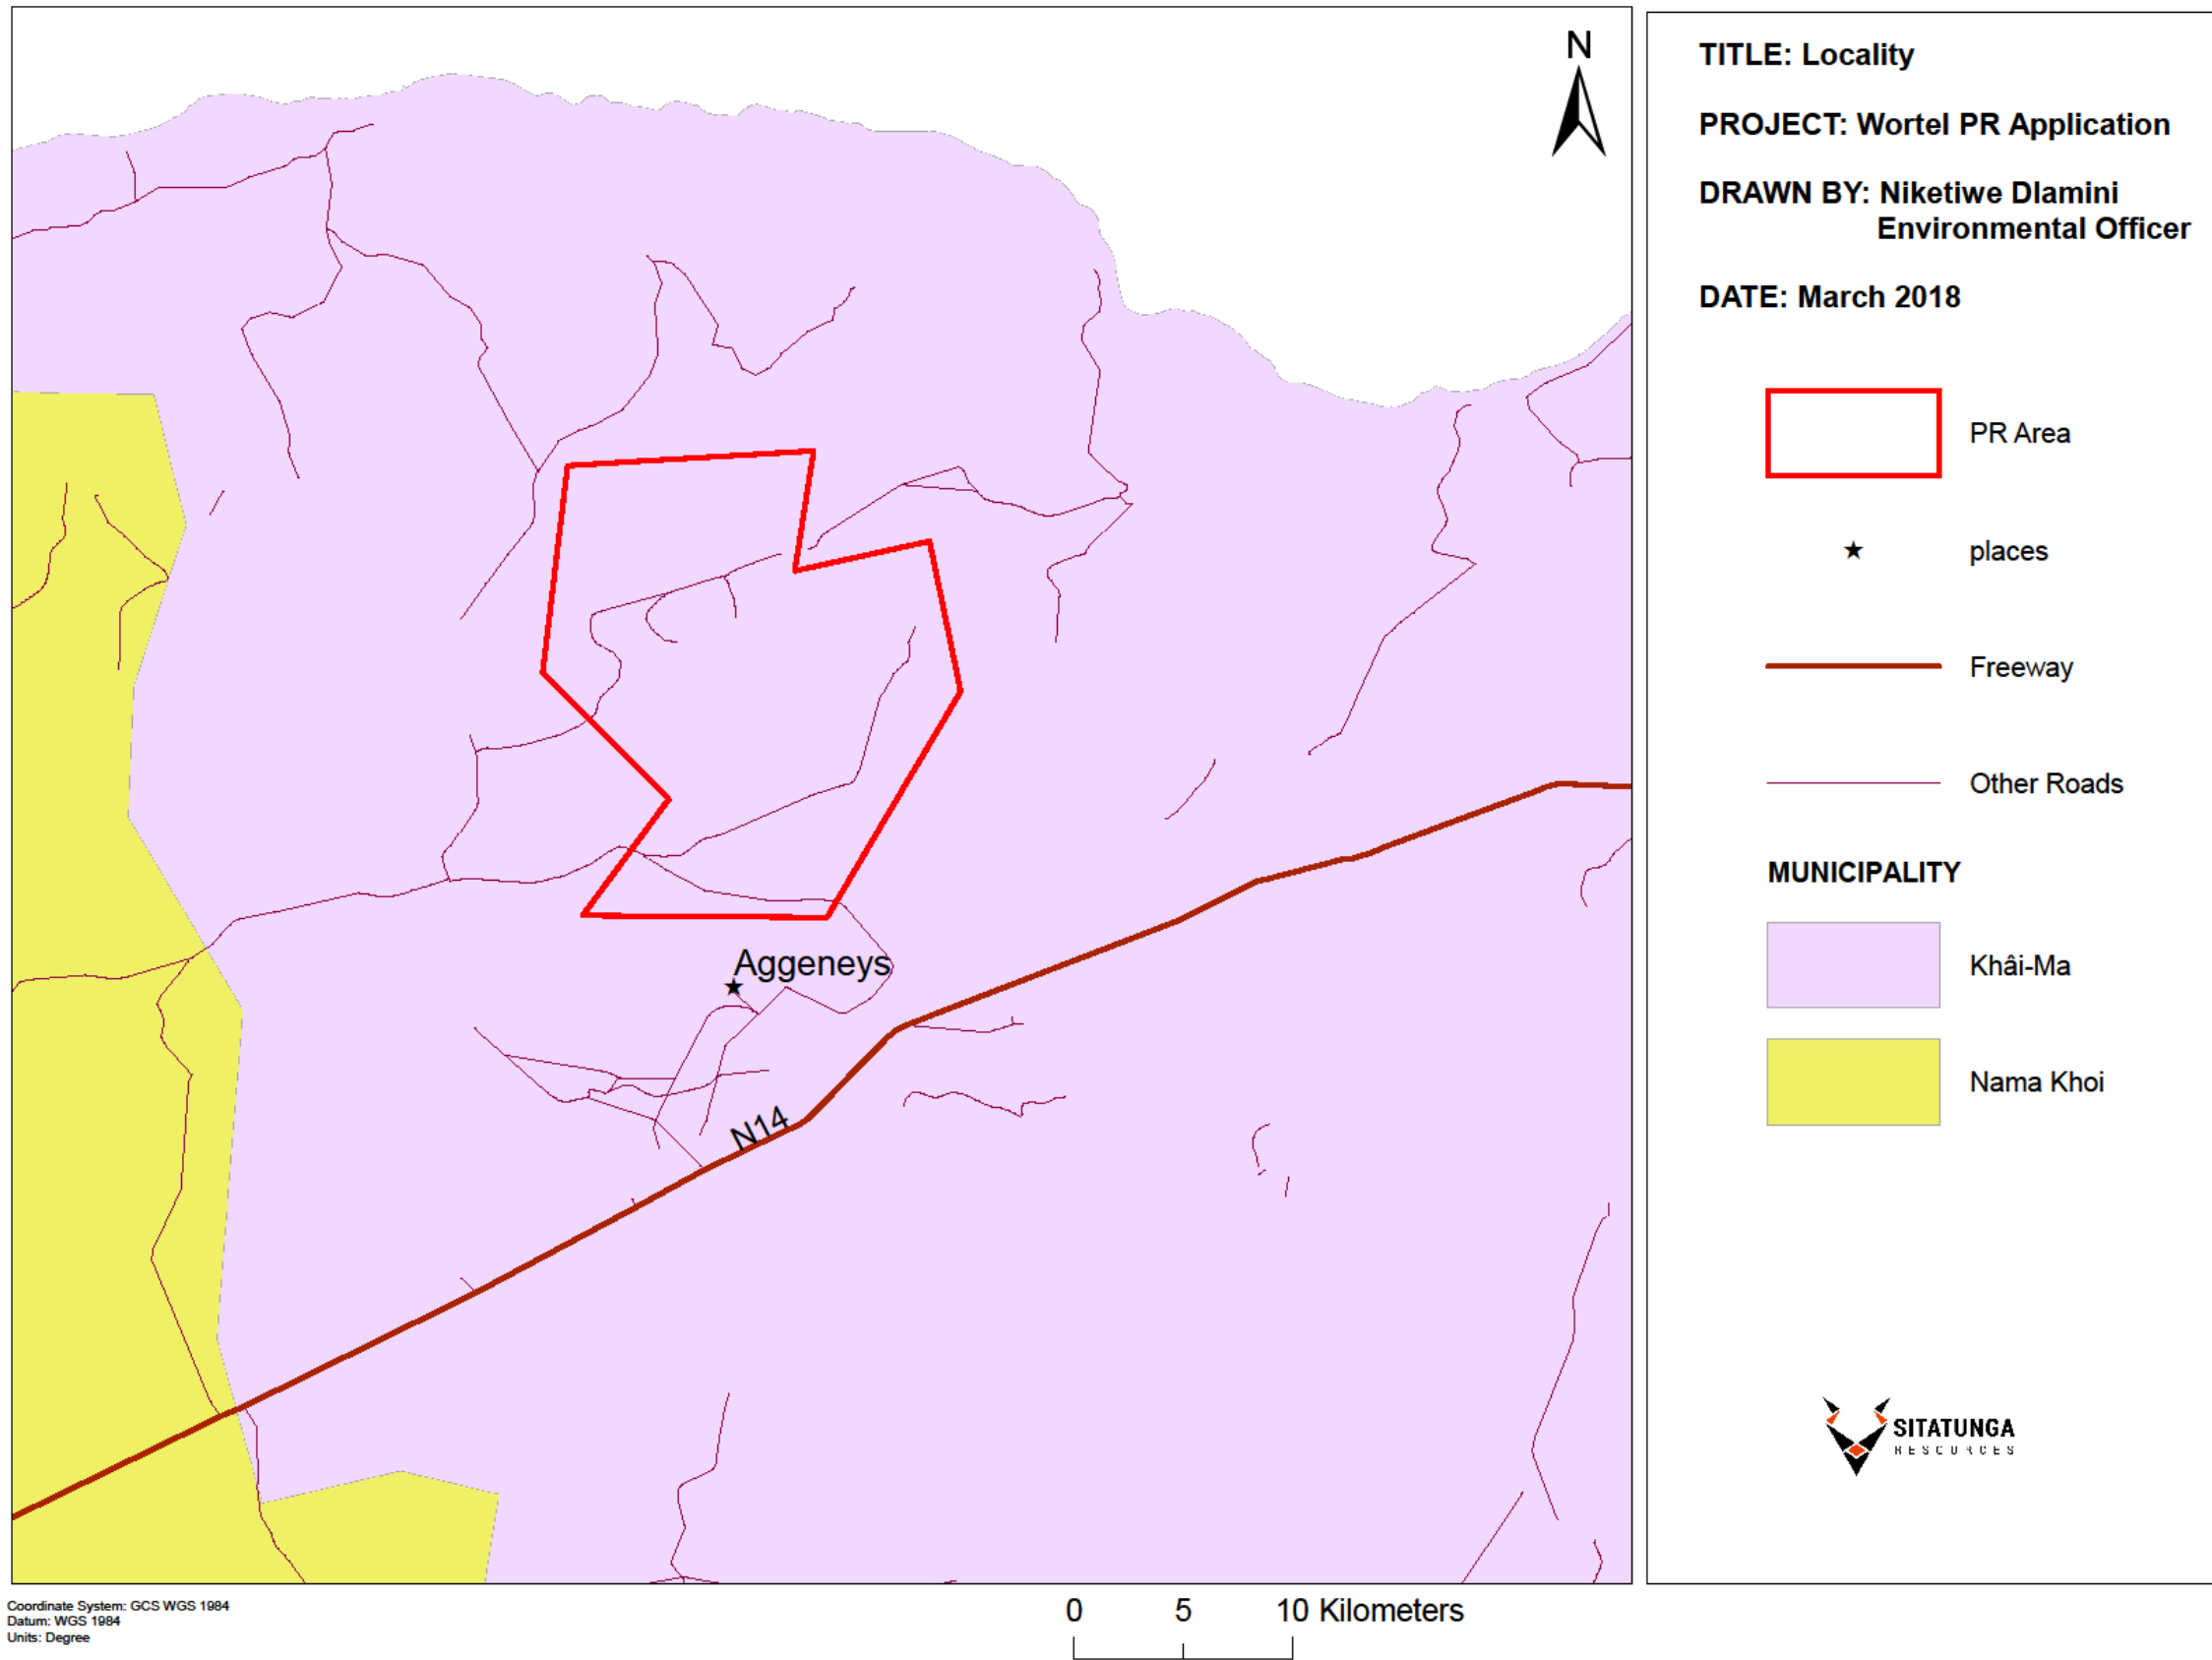 N
Aggeneys
N14
TITLE: Locality
PROJECT: Wortel PR Application
DRAWN BY: Niketiwe Dlamini
Environmental Officer
DATE: March 2018
PR Area
places
Freeway
Other Roads
MUNICIPALITY
Khâi-Ma
Nama Khoi
SITATUNGA
RESOURCES
Coordinate System: GCS WGS 1984
Datum: WGS 1984
Units: Degree
0 5 10 Kilometers